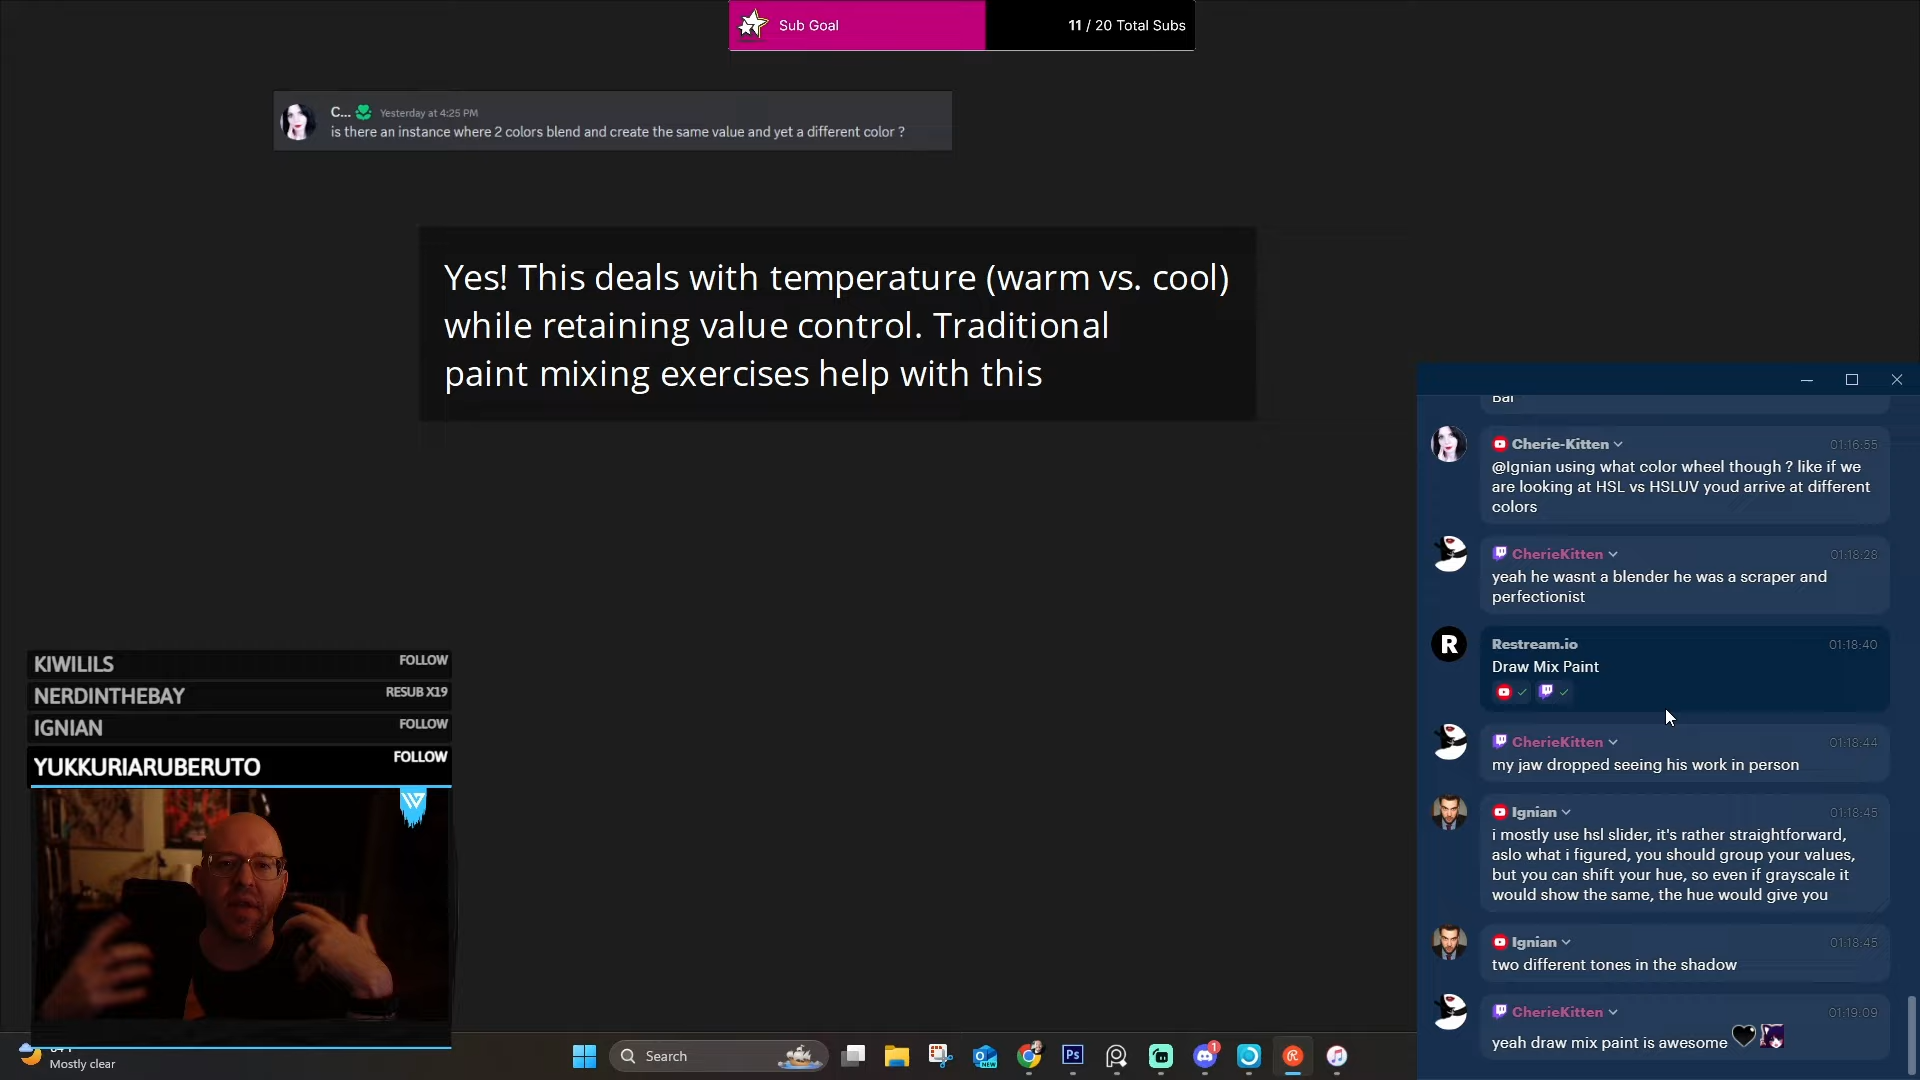 Sub Goal
11 / 20 Total Subs
C... Yesterday at 4:25 PM
is there an instance where 2 colors blend and create the same value and yet a different color ?
Yes! This deals with temperature (warm vs. cool)
while retaining value control. Traditional
paint mixing exercises help with this
Cherie-Kitten 01:16:55
@Ignian using what color wheel though ? like if we
are looking at HSL vs HSLUV youd arrive at different
colors
CherieKitten 01:18:28
yeah he wasnt a blender he was a scraper and
perfectionist
R
Restream.io 01:18:40
Draw Mix Paint
CherieKitten 01:18:44
my jaw dropped seeing his work in person
Ignian 01:18:45
i mostly use hsl slider, it's rather straightforward,
aslo what i figured, you should group your values,
but you can shift your hue, so even if grayscale it
would show the same, the hue would give you
Ignian 01:18:45
two different tones in the shadow
CherieKitten 01:19:09
yeah draw mix paint is awesome
KIWILILS FOLLOW
NERDINTHEBAY RESUB X19
IGNIAN FOLLOW
YUKKURIARUBERUTO FOLLOW
Mostly clear
Search
NEW
Ps
1
R